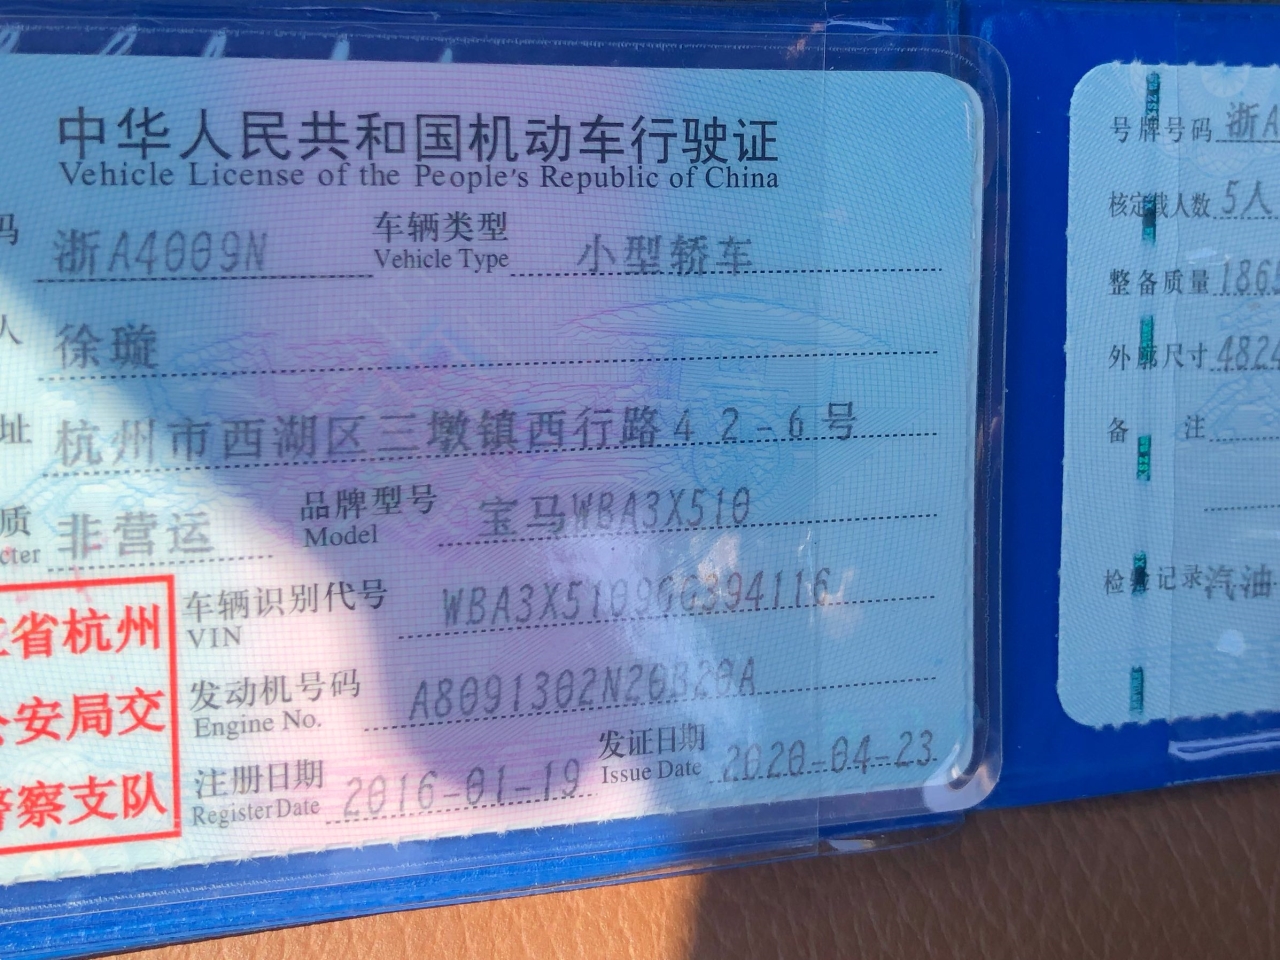 中华人民共和国机动车行驶证
Vehicle License of the People's Republic of China
码 浙A4009N 车辆类型 Vehicle Type 小型轿车
人 徐璇
址 杭州市西湖区三墩镇西行路42-6号
质 cter 非营运 品牌型号 Model 宝马WBA3X510
车辆识别代号 VIN WBA3X5109GG394116
发动机号码 Engine No. A8091302N20B20A
注册日期 Register Date 2016-01-19 发证日期 Issue Date 2020-04-23
江省杭州
公安局交
警察支队
号牌号码 浙A
核定载人数 5人
整备质量 186
外廓尺寸 4824
备注
检验记录 汽油